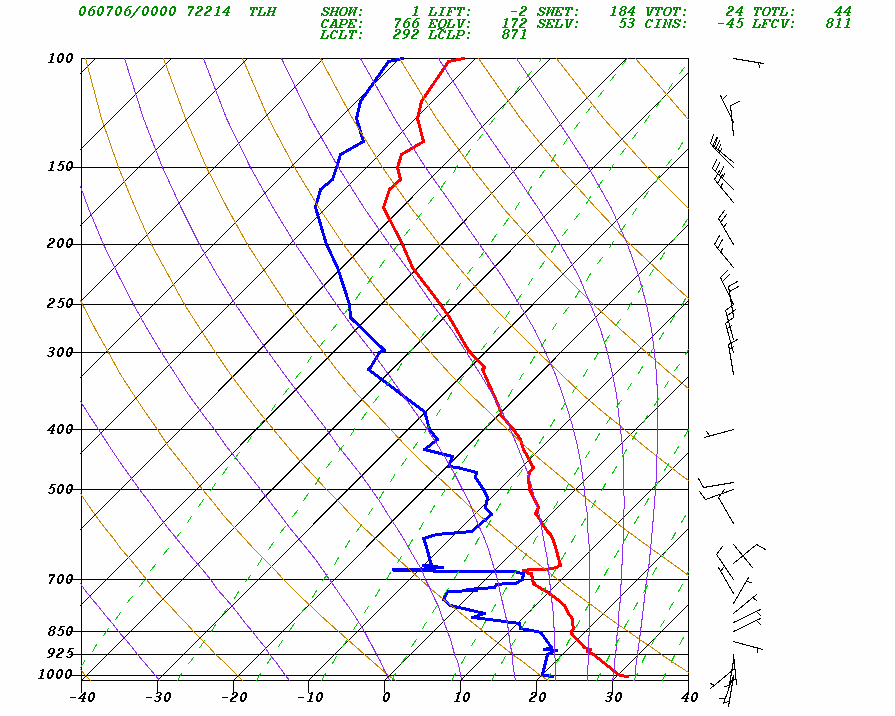 060706/0000 72214 TLH SHOW: 1 LIFT: -2 SWET: 184 VTOT: 24 TOTL: 44
CAPE: 766 EQLV: 172 SELV: 53 CINS: -45 LFCV: 811
LCLT: 292 LCLP: 871
100
150
200
250
300
400
500
700
850
925
1000
-40 -30 -20 -10 0 10 20 30 40